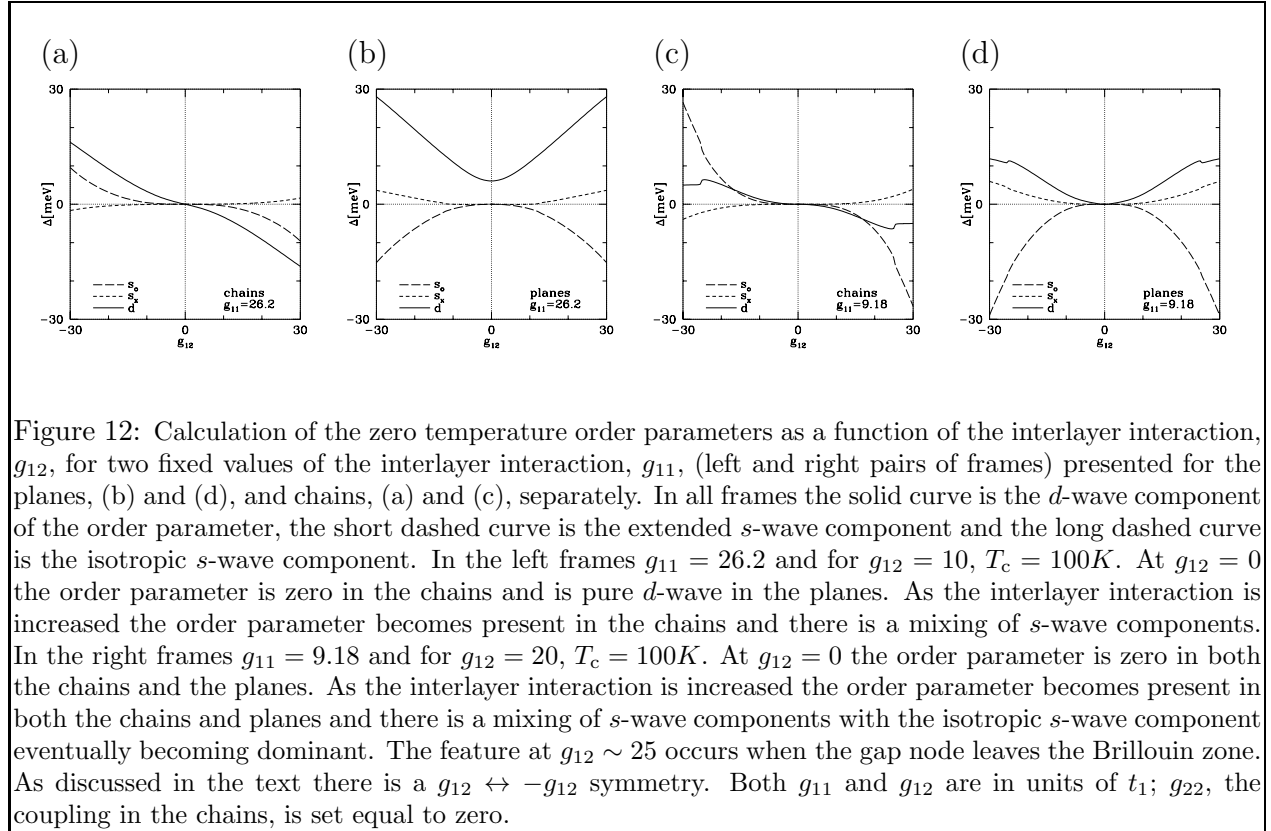 (a) (b) (c) (d)
30 30 30 30
Δ[meV] Δ[meV] Δ[meV] Δ[meV]
0 0 0 0
s₀ s₀ s₀ s₀
sₓ chains sₓ planes sₓ chains sₓ planes
d g₁₁=26.2 d g₁₁=26.2 d g₁₁=9.18 d g₁₁=9.18
−30 −30 −30 −30
−30 0 30 −30 0 30 −30 0 30 −30 0 30
g₁₂ g₁₂ g₁₂ g₁₂
Figure 12: Calculation of the zero temperature order parameters as a function of the interlayer interaction,
g₁₂, for two fixed values of the interlayer interaction, g₁₁, (left and right pairs of frames) presented for the
planes, (b) and (d), and chains, (a) and (c), separately. In all frames the solid curve is the d-wave component
of the order parameter, the short dashed curve is the extended s-wave component and the long dashed curve
is the isotropic s-wave component. In the left frames g₁₁ = 26.2 and for g₁₂ = 10, T_c = 100K. At g₁₂ = 0
the order parameter is zero in the chains and is pure d-wave in the planes. As the interlayer interaction is
increased the order parameter becomes present in the chains and there is a mixing of s-wave components.
In the right frames g₁₁ = 9.18 and for g₁₂ = 20, T_c = 100K. At g₁₂ = 0 the order parameter is zero in both
the chains and the planes. As the interlayer interaction is increased the order parameter becomes present in
both the chains and planes and there is a mixing of s-wave components with the isotropic s-wave component
eventually becoming dominant. The feature at g₁₂ ∼ 25 occurs when the gap node leaves the Brillouin zone.
As discussed in the text there is a g₁₂ ↔ −g₁₂ symmetry. Both g₁₁ and g₁₂ are in units of t₁; g₂₂, the
coupling in the chains, is set equal to zero.